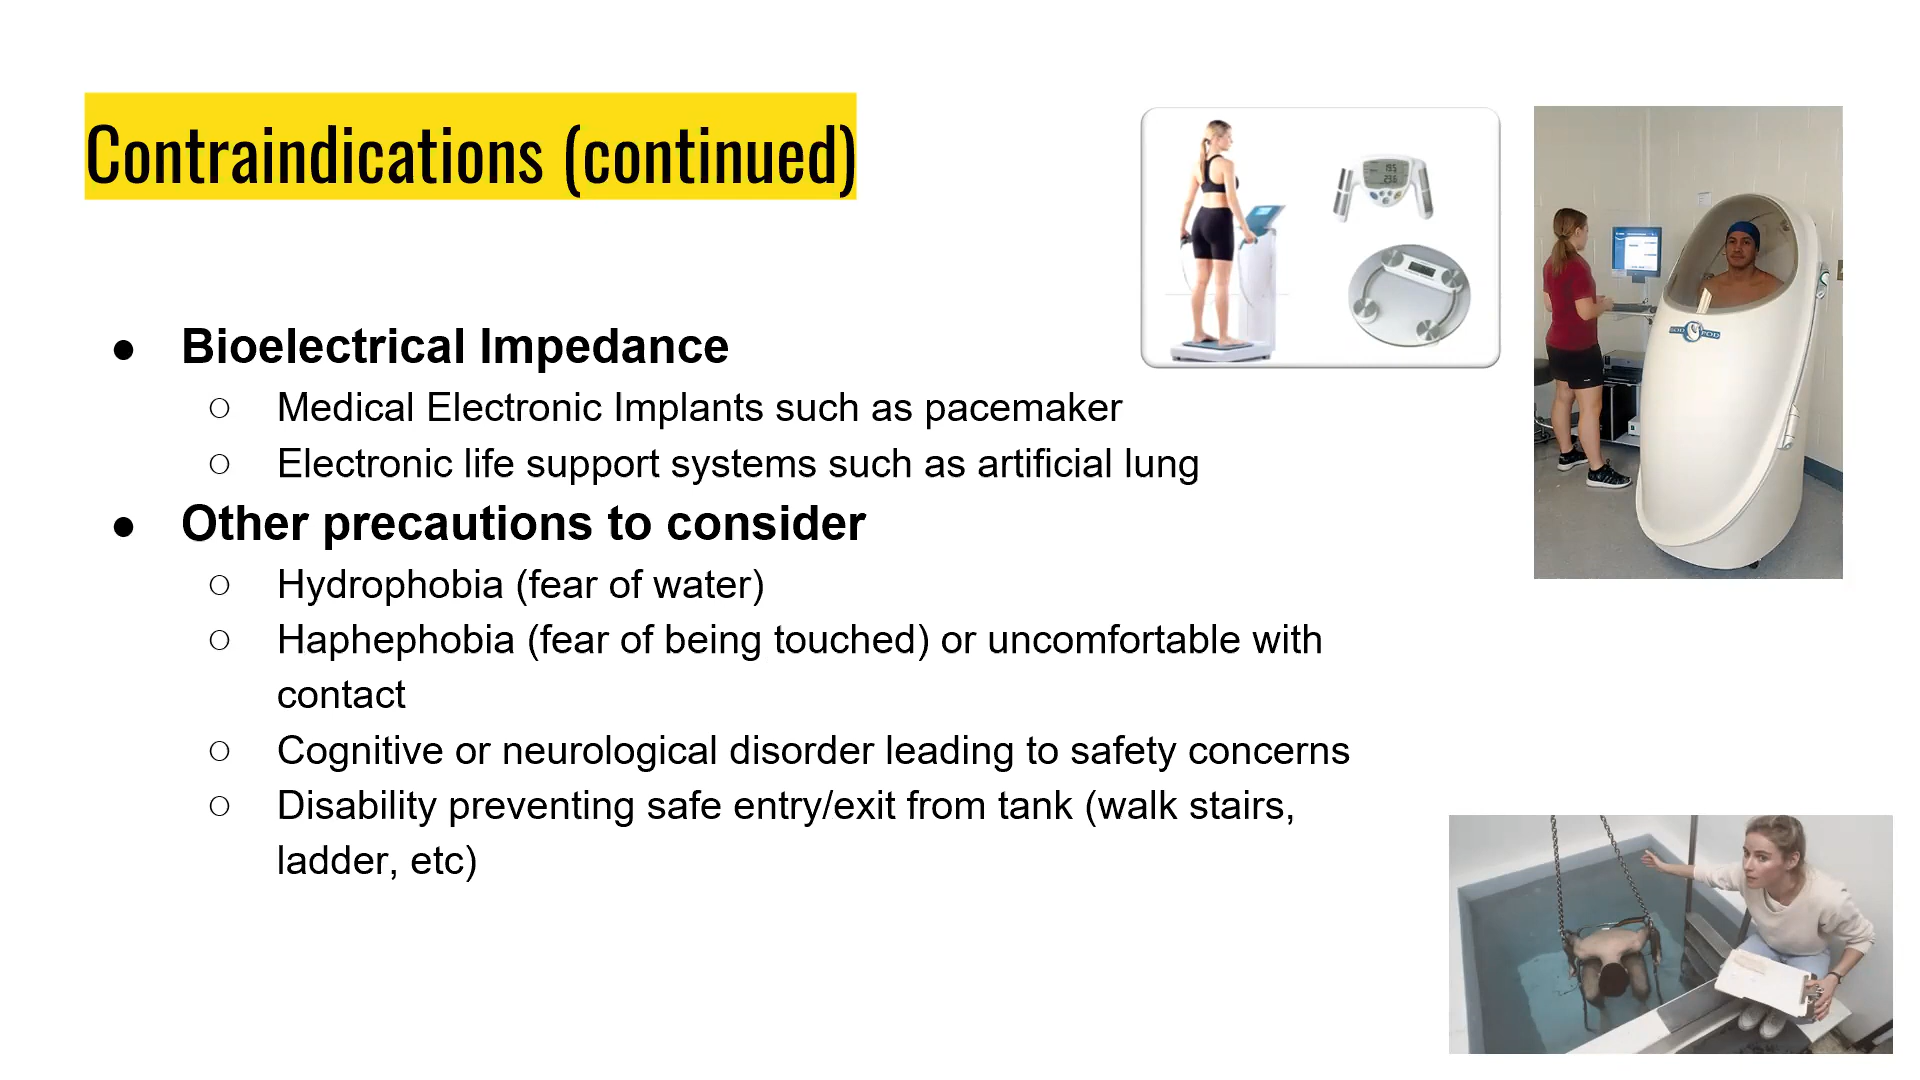 Contraindications (continued)
● Bioelectrical Impedance
○ Medical Electronic Implants such as pacemaker
○ Electronic life support systems such as artificial lung
● Other precautions to consider
○ Hydrophobia (fear of water)
○ Haphephobia (fear of being touched) or uncomfortable with
contact
○ Cognitive or neurological disorder leading to safety concerns
○ Disability preventing safe entry/exit from tank (walk stairs,
ladder, etc)
BOD POD